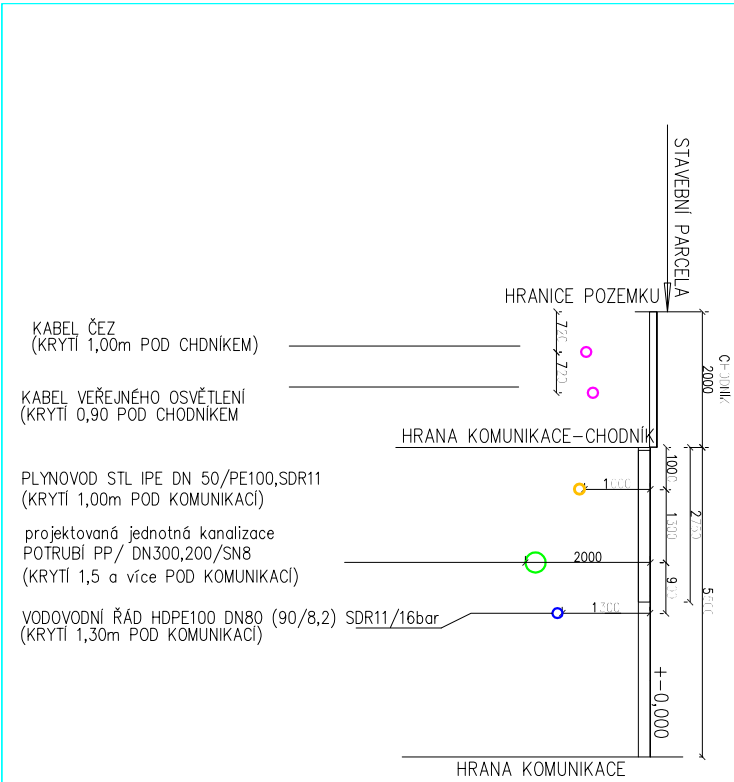 STAVEBNÍ PARCELA
HRANICE POZEMKU
CHODNÍK
2000
KABEL ČEZ
(KRYTÍ 1,00m POD CHDNÍKEM)
KABEL VEŘEJNÉHO OSVĚTLENÍ
(KRYTÍ 0,90 POD CHODNÍKEM
HRANA KOMUNIKACE-CHODNÍK
PLYNOVOD STL IPE DN 50/PE100,SDR11
(KRYTÍ 1,00m POD KOMUNIKACÍ)
1000
1300
projektovaná jednotná kanalizace
POTRUBÍ PP/ DN300,200/SN8
(KRYTÍ 1,5 a více POD KOMUNIKACÍ)
2000
VODOVODNÍ ŘÁD HDPE100 DN80 (90/8,2) SDR11/16bar
(KRYTÍ 1,30m POD KOMUNIKACÍ)
1300
+-0,000
HRANA KOMUNIKACE